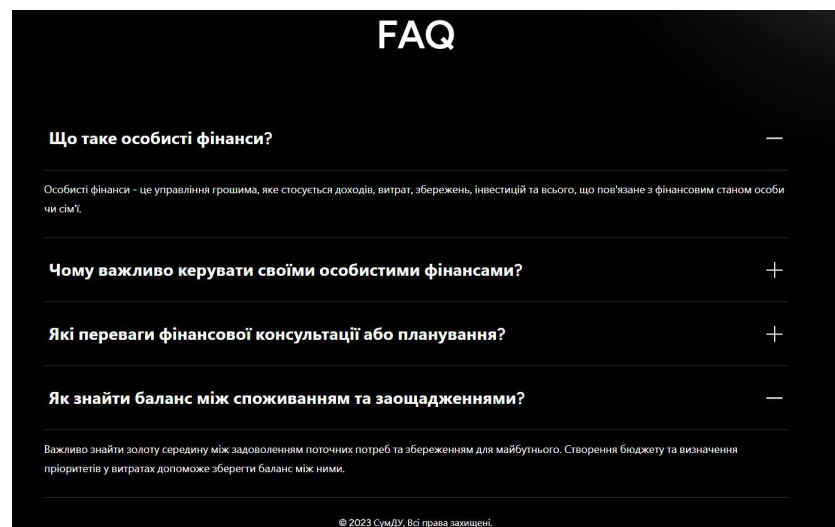 FAQ
Що таке особисті фінанси?
Особисті фінанси - це управління грошима, яке стосується доходів, витрат, збережень, інвестицій та всього, що пов'язане з фінансовим станом особи
чи сім'ї.
Чому важливо керувати своїми особистими фінансами?
Які переваги фінансової консультації або планування?
Як знайти баланс між споживанням та заощадженнями?
Важливо знайти золоту середину між задоволенням поточних потреб та збереженням для майбутнього. Створення бюджету та визначення
пріоритетів у витратах допоможе зберегти баланс між ними.
© 2023 СумДУ. Всі права захищені.